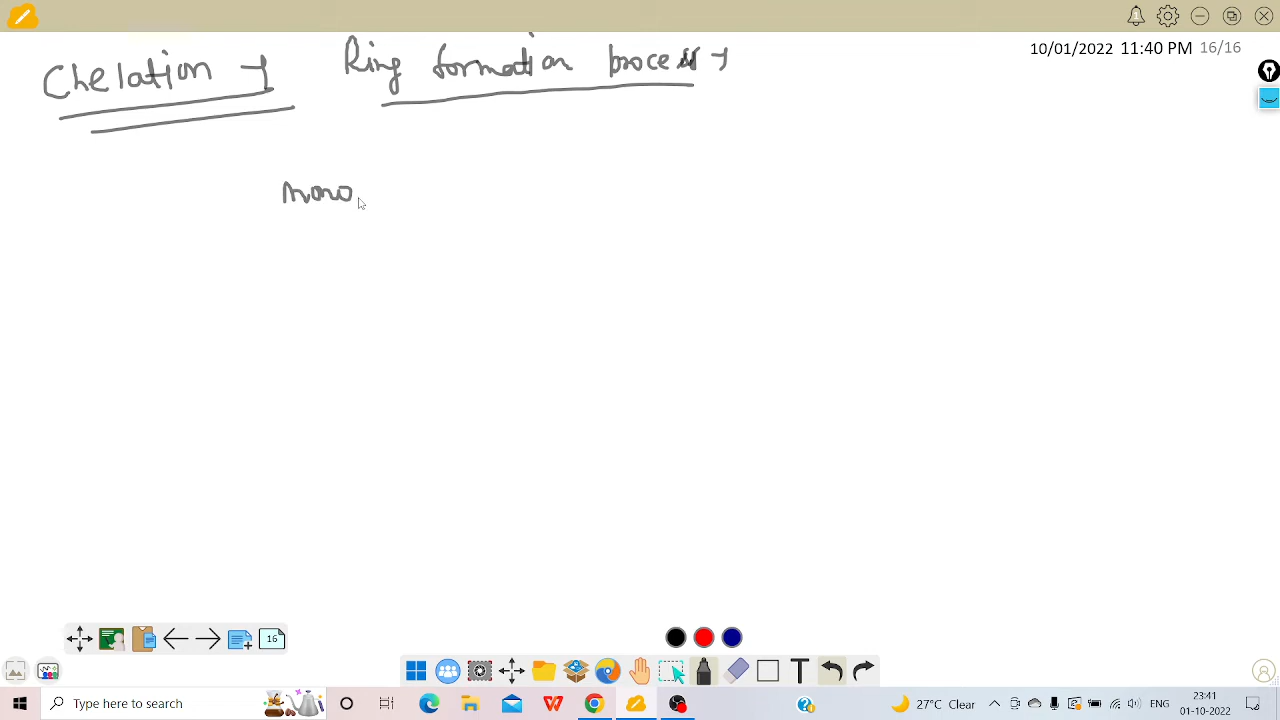 10/01/2022 11:40 PM 16/16
Chelation → Ring formation process →
mono
16
T
Type here to search
27°C Clear
ENG
23:41
01-10-2022